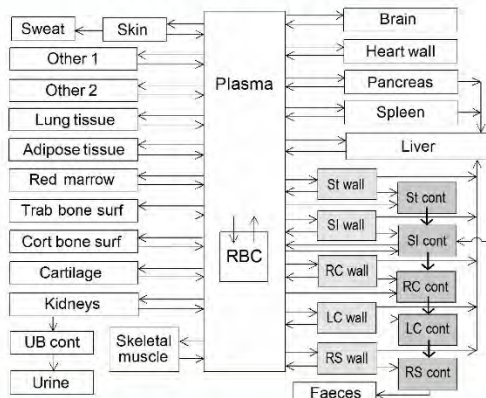 Sweat
Skin
Other 1
Other 2
Lung tissue
Adipose tissue
Red marrow
Trab bone surf
Cort bone surf
Cartilage
Kidneys
UB cont
Urine
Skeletal
muscle
Plasma
RBC
Brain
Heart wall
Pancreas
Spleen
Liver
St wall
St cont
SI wall
SI cont
RC wall
RC cont
LC wall
LC cont
RS wall
RS cont
Faeces